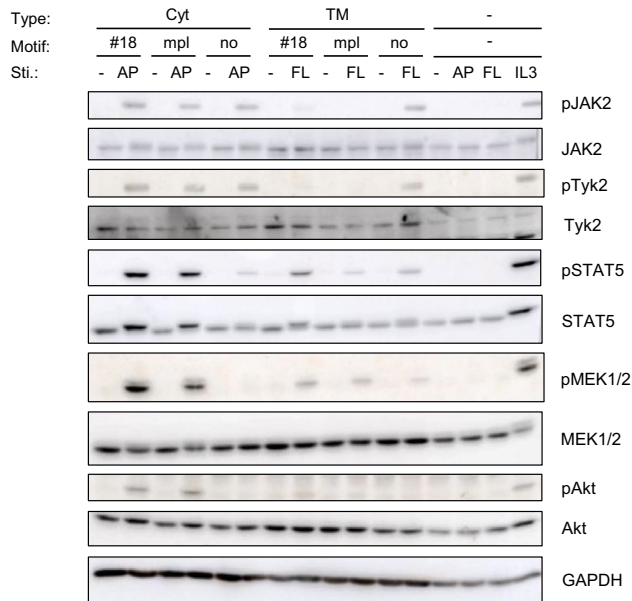 Type: Cyt TM -
Motif: #18 mpl no #18 mpl no -
Sti.: - AP - AP - AP - FL - FL - FL - AP FL IL3
pJAK2
JAK2
pTyk2
Tyk2
pSTAT5
STAT5
pMEK1/2
MEK1/2
pAkt
Akt
GAPDH